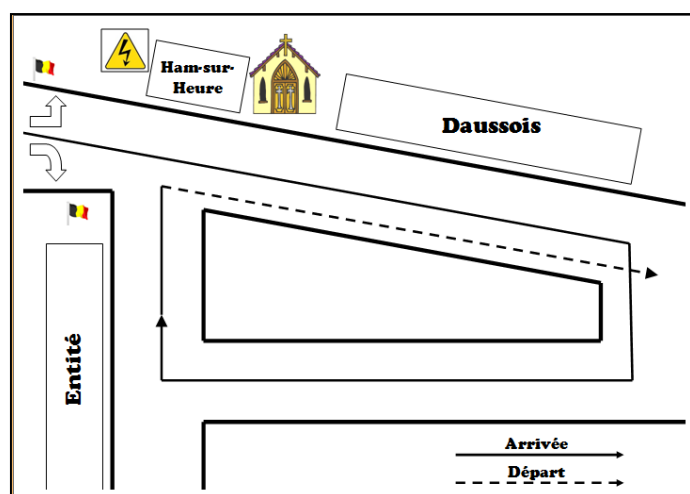 Ham-sur-
Heure
Daussois
Entité
Arrivée
Départ